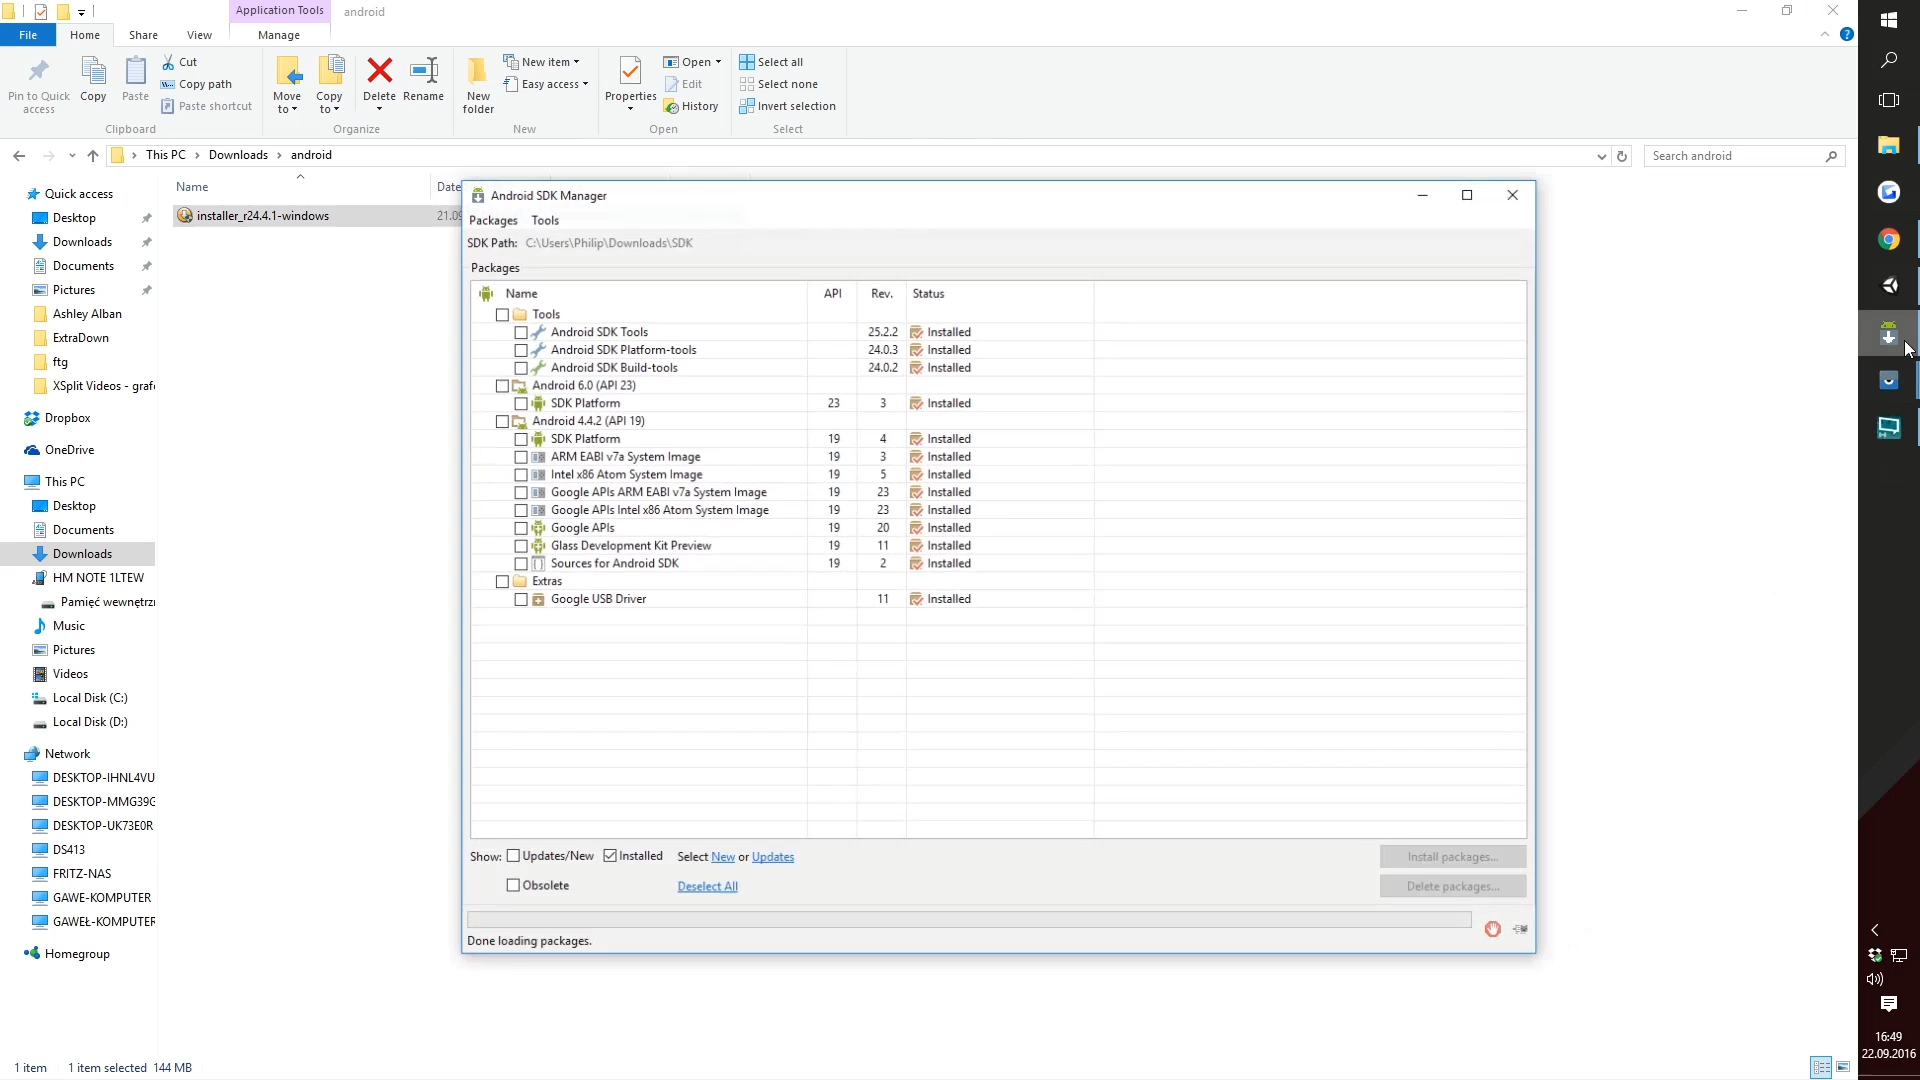 Application Tools android
File Home Share View Manage
Pin to Quick access
Copy
Paste
Cut
Copy path
Paste shortcut
Clipboard
Move to
Copy to
Delete
Rename
Organize
New folder
New item
Easy access
New
Properties
Open
Edit
History
Open
Select all
Select none
Invert selection
Select
This PC Downloads android
Search android
Name Date
installer_r24.4.1-windows 21.09
Quick access
Desktop
Downloads
Documents
Pictures
Ashley Alban
ExtraDown
ftg
XSplit Videos - grafe
Dropbox
OneDrive
This PC
Desktop
Documents
Downloads
HM NOTE 1LTEW
Pamięć wewnętrzn
Music
Pictures
Videos
Local Disk (C:)
Local Disk (D:)
Network
DESKTOP-IHNL4VU
DESKTOP-MMG39G
DESKTOP-UK73E0R
DS413
FRITZ-NAS
GAWE-KOMPUTER
GAWEŁ-KOMPUTER
Homegroup
1 item 1 item selected 144 MB
Android SDK Manager
Packages Tools
SDK Path: C:\Users\Philip\Downloads\SDK
Packages
Name API Rev. Status
Tools
Android SDK Tools 25.2.2 Installed
Android SDK Platform-tools 24.0.3 Installed
Android SDK Build-tools 24.0.2 Installed
Android 6.0 (API 23)
SDK Platform 23 3 Installed
Android 4.4.2 (API 19)
SDK Platform 19 4 Installed
ARM EABI v7a System Image 19 3 Installed
Intel x86 Atom System Image 19 5 Installed
Google APIs ARM EABI v7a System Image 19 23 Installed
Google APIs Intel x86 Atom System Image 19 23 Installed
Google APIs 19 20 Installed
Glass Development Kit Preview 19 11 Installed
Sources for Android SDK 19 2 Installed
Extras
Google USB Driver 11 Installed
Show: Updates/New Installed Select New or Updates
Install packages...
Obsolete Deselect All
Delete packages...
Done loading packages.
16:49
22.09.2016